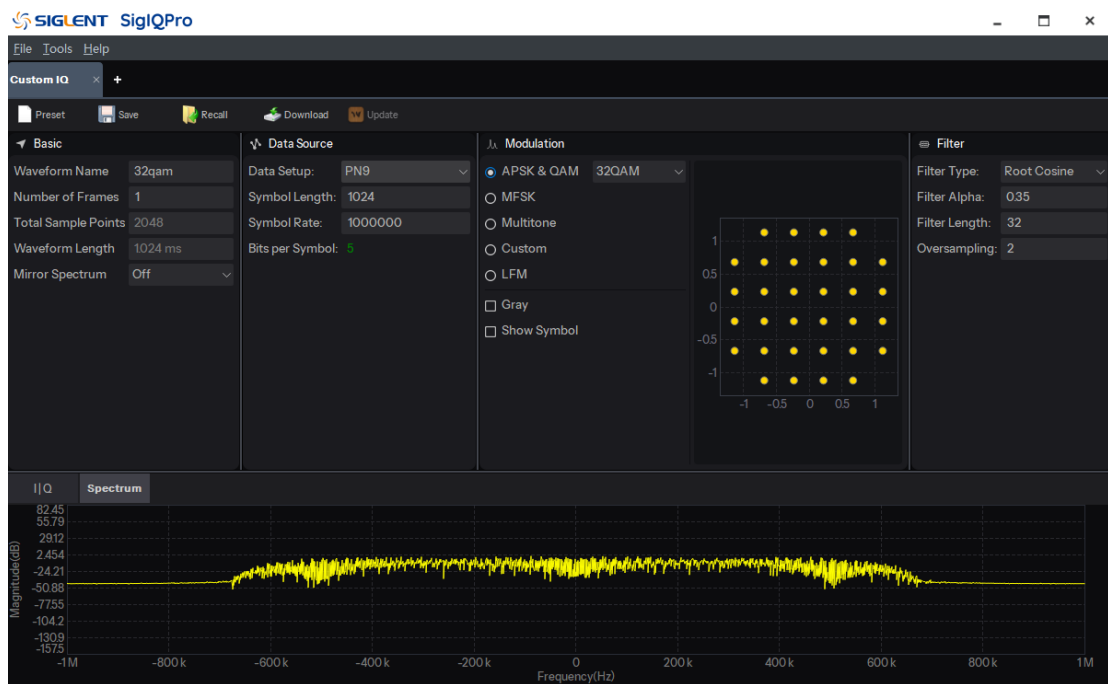 SIGLENT SigIQPro
File Tools Help
Custom IQ × +
Preset Save Recall Download Update
Basic
Waveform Name 32qam
Number of Frames 1
Total Sample Points 2048
Waveform Length 1.024 ms
Mirror Spectrum Off
Data Source
Data Setup: PN9
Symbol Length: 1024
Symbol Rate: 1000000
Bits per Symbol: 5
Modulation
APSK & QAM 32QAM
MFSK
Multitone
Custom
LFM
Gray
Show Symbol
1
0.5
0
-0.5
-1
-1 -0.5 0 0.5 1
Filter
Filter Type: Root Cosine
Filter Alpha: 0.35
Filter Length: 32
Oversampling: 2
I|Q Spectrum
Magnitude(dB)
82.45
55.79
29.12
2.454
-24.21
-50.88
-77.55
-104.2
-130.9
-157.5
-1M -800k -600k -400k -200k 0 200k 400k 600k 800k 1M
Frequency(Hz)